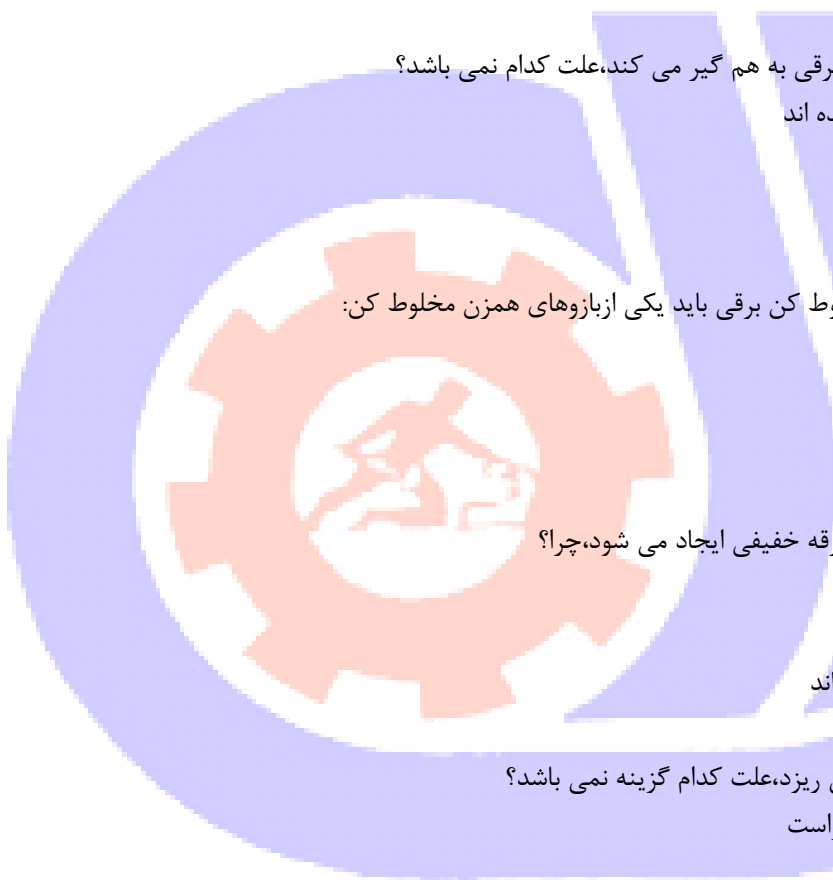 رقی به هم گیر می کند،علت کدام نمی باشد؟
ده اند
وط کن برقی باید یکی ازبازوهای همزن مخلوط کن:
رقه خفیفی ایجاد می شود،چرا؟
اند
ریزد،علت کدام گزینه نمی باشد؟
است